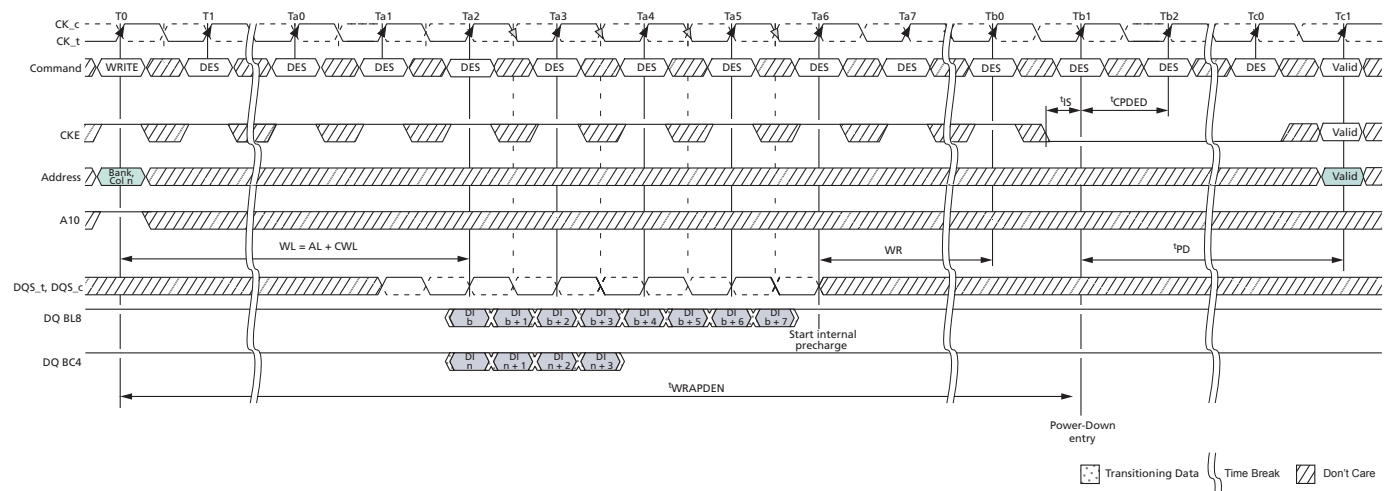 T0 T1 Ta0 Ta1 Ta2 Ta3 Ta4 Ta5 Ta6 Ta7 Tb0 Tb1 Tb2 Tc0 Tc1
CK_c
CK_t
Command WRITE DES DES DES DES DES DES DES DES DES DES DES DES DES Valid
tIS tCPDED
CKE Valid
Address Bank, Col n Valid
A10
WL = AL + CWL WR tPD
DQS_t, DQS_c
DQ BL8 DI b DI b + 1 DI b + 2 DI b + 3 DI b + 4 DI b + 5 DI b + 6 DI b + 7
Start internal
precharge
DQ BC4 DI n DI n + 1 DI n + 2 DI n + 3
tWRAPDEN
Power-Down
entry
Transitioning Data Time Break Don't Care